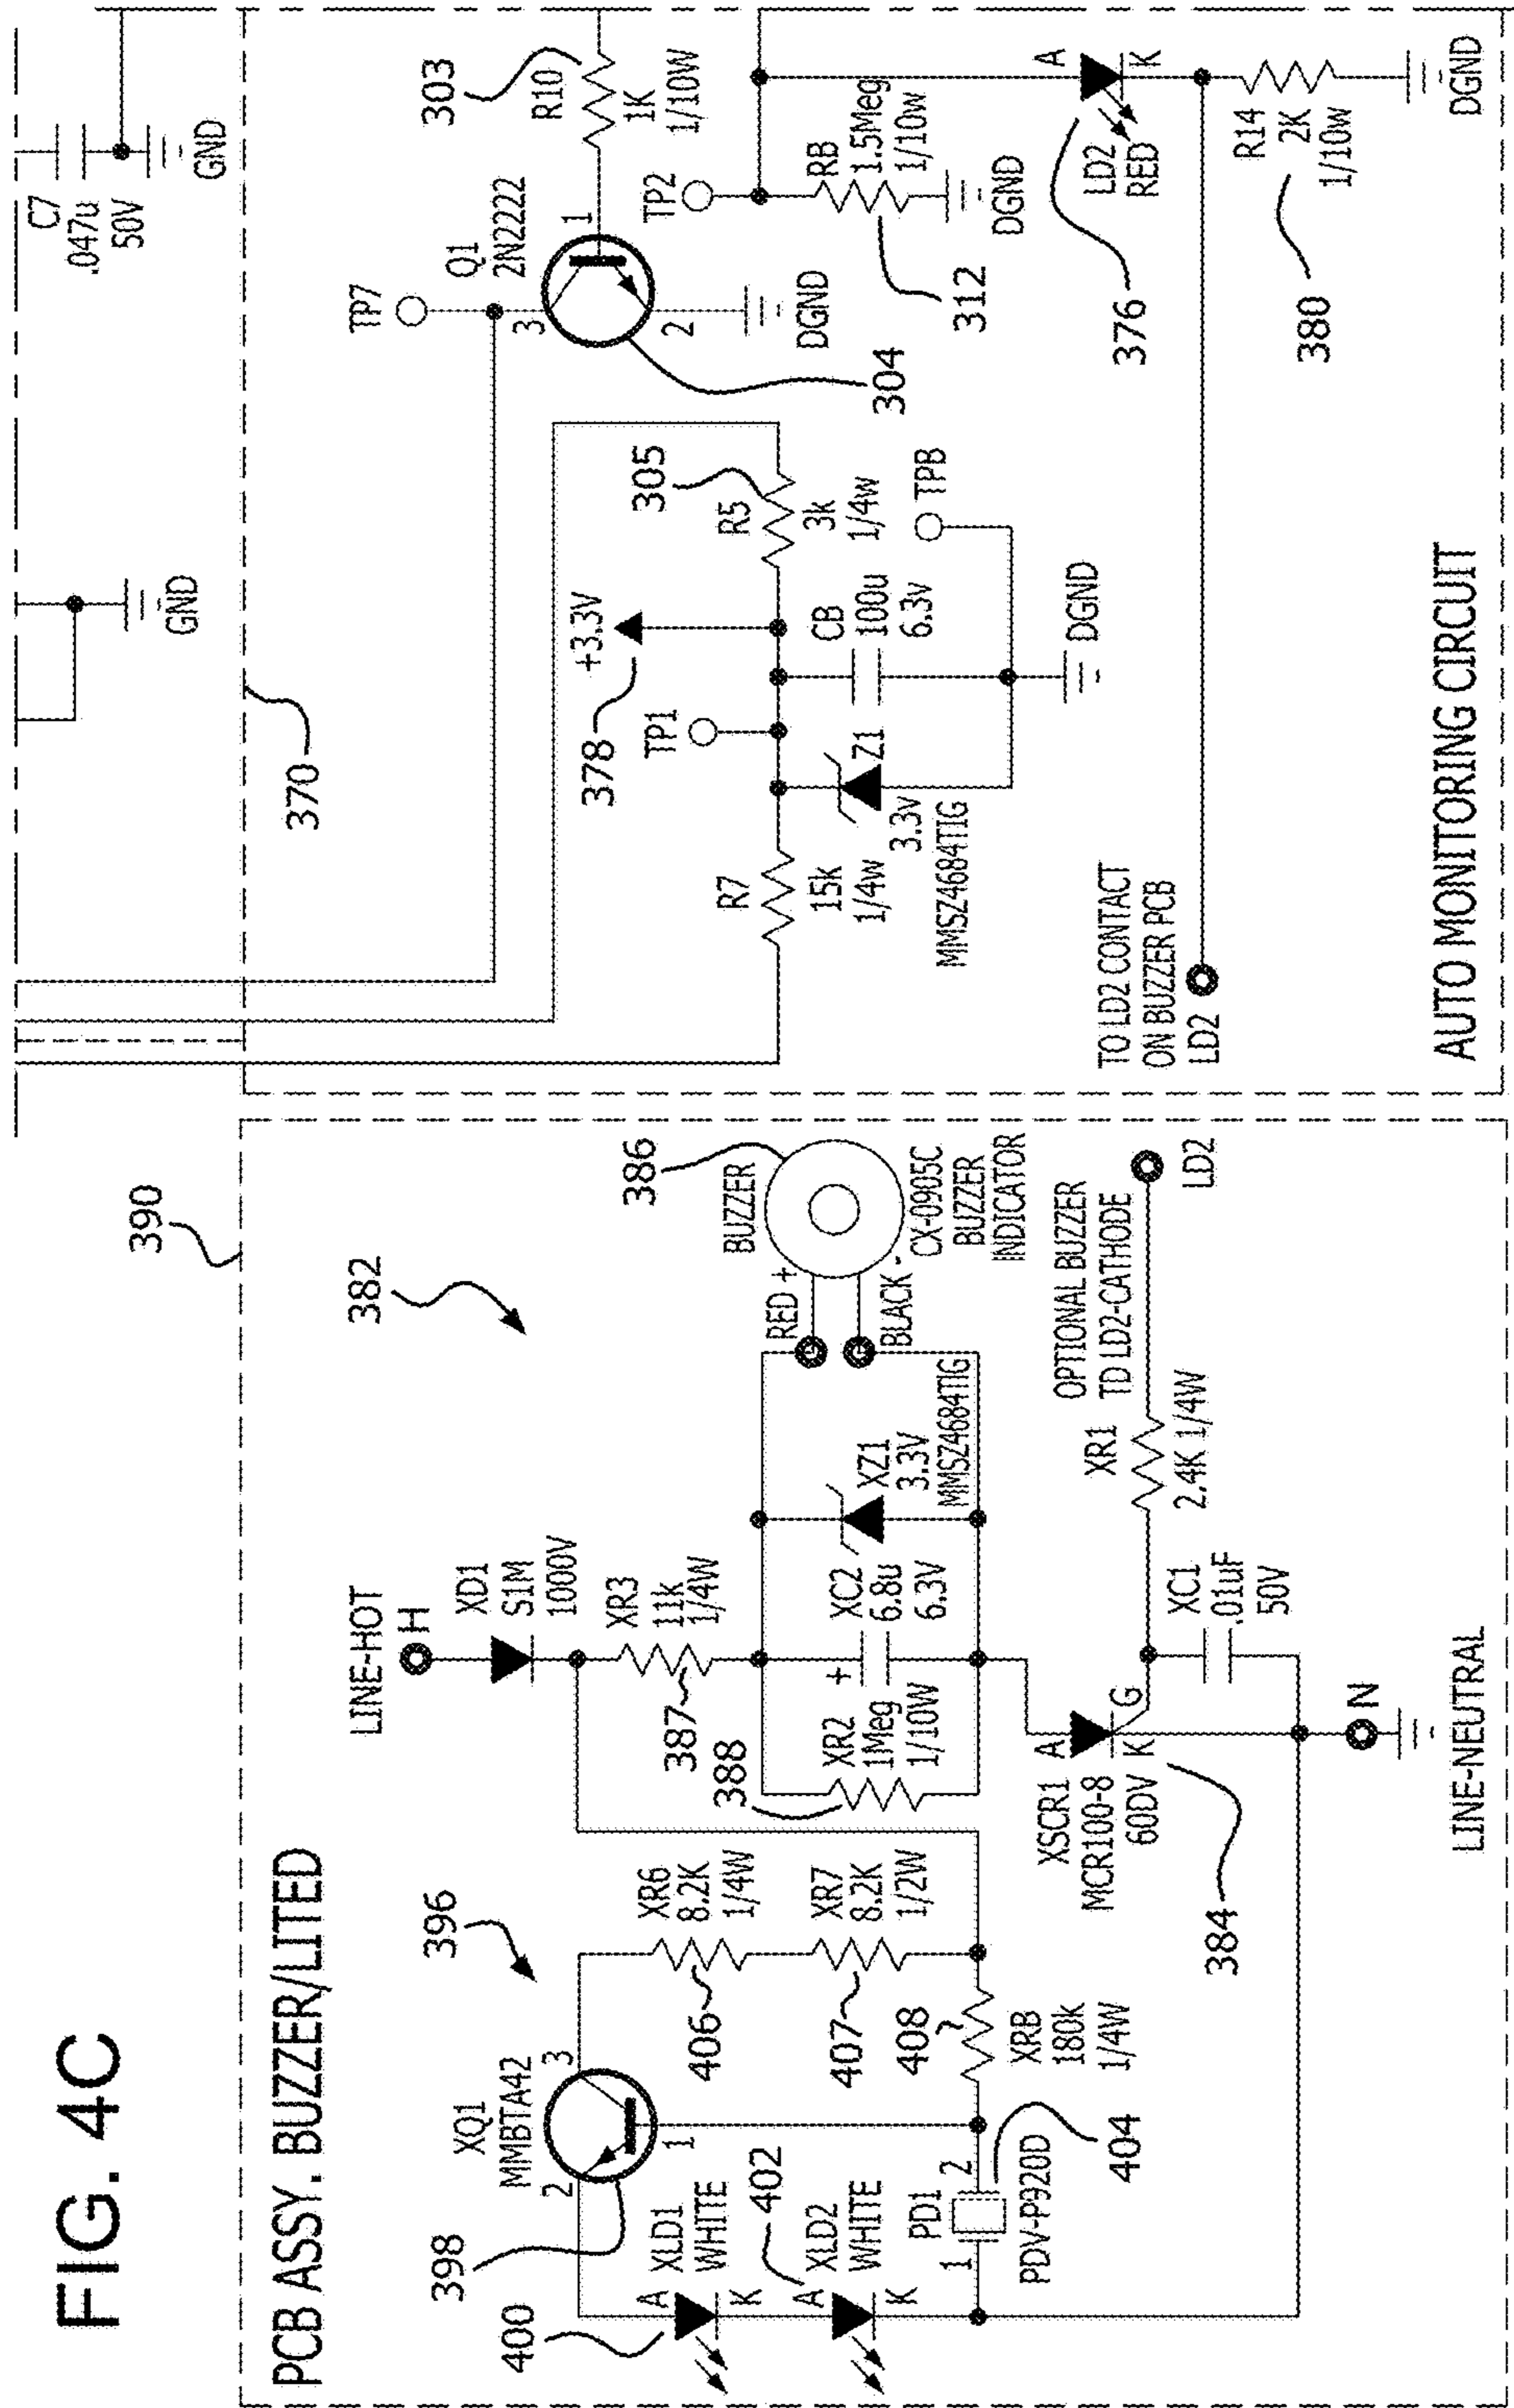 FIG. 4C
PCB ASSY. BUZZER/LITED
390
396
382
LINE-HOT
H
XD1
S1M
1000V
XR3
11k
1/4W
387
388
XR2
1Meg
1/10W
+
XC2
6.8u
6.3V
XZ1
3.3V
MMSZ4684TIG
BUZZER
386
RED +
BLACK -
CX-0905C
BUZZER
INDICATOR
XQ1
MMBTA42
2
3
1
398
XR6
8.2K
1/4W
406
XR7
8.2K
1/2W
407
408
XRB
180k
1/4W
400
A
XLD1
WHITE
K
402
A
XLD2
WHITE
K
PD1
1
2
PDV-P920D
404
XSCR1
MCR100-8
60DV
A
K
G
384
OPTIONAL BUZZER
TD LD2-CATHODE
XR1
2.4K 1/4W
LD2
XC1
.01uF
50V
N
LINE-NEUTRAL
GND
C7
.047u
50V
GND
370
TP7
Q1
2N2222
3
2
1
DGND
304
R10
1K
1/10W
303
378
+3.3V
TP1
R7
15k
1/4w
R5
3k
1/4w
305
Z1
3.3v
MMSZ4684TIG
CB
100u
6.3v
TPB
DGND
TP2
RB
1.5Meg
1/10w
DGND
312
A
K
LD2
RED
376
R14
2K
1/10w
380
DGND
TO LD2 CONTACT
ON BUZZER PCB
LD2
AUTO MONITORING CIRCUIT